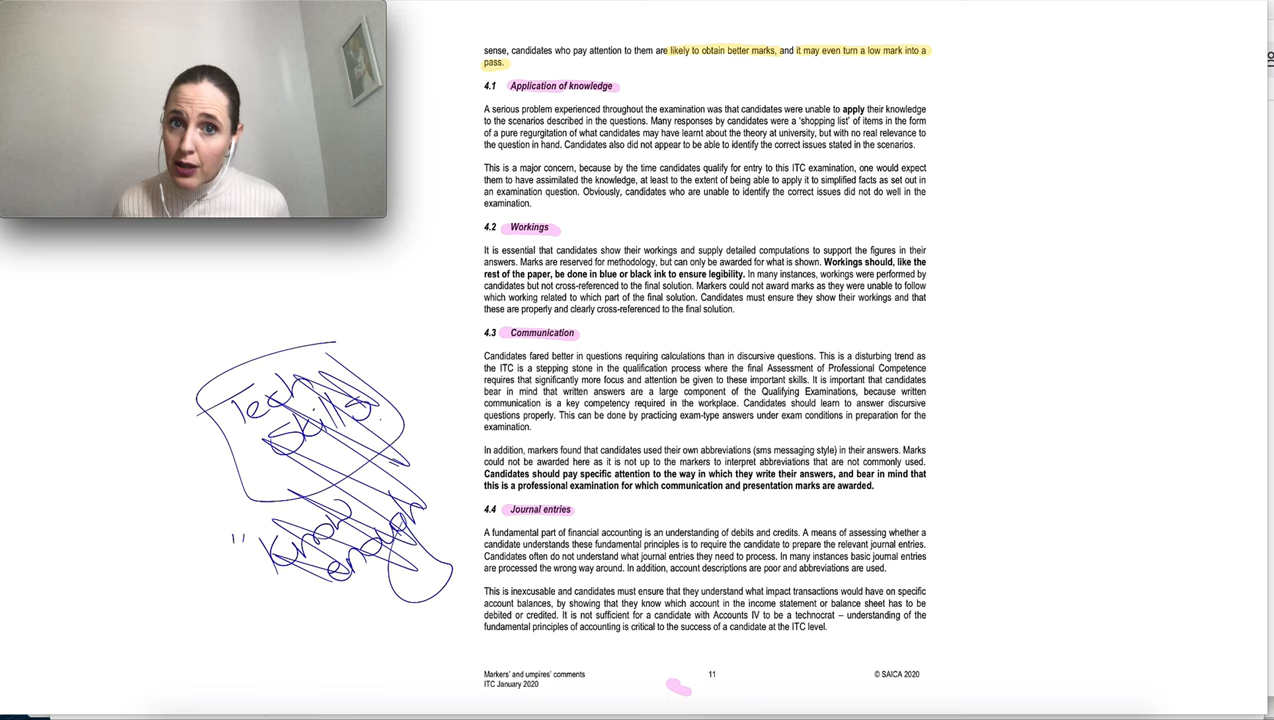 sense, candidates who pay attention to them are likely to obtain better marks, and it may even turn a low mark into a
pass.
4.1 Application of knowledge
A serious problem experienced throughout the examination was that candidates were unable to apply their knowledge
to the scenarios described in the questions. Many responses by candidates were a 'shopping list' of items in the form
of a pure regurgitation of what candidates may have learnt about the theory at university, but with no real relevance to
the question in hand. Candidates also did not appear to be able to identify the correct issues stated in the scenarios.
This is a major concern, because by the time candidates qualify for entry to this ITC examination, one would expect
them to have assimilated the knowledge, at least to the extent of being able to apply it to simplified facts as set out in
an examination question. Obviously, candidates who are unable to identify the correct issues did not do well in the
examination.
4.2 Workings
It is essential that candidates show their workings and supply detailed computations to support the figures in their
answers. Marks are reserved for methodology, but can only be awarded for what is shown. Workings should, like the
rest of the paper, be done in blue or black ink to ensure legibility. In many instances, workings were performed by
candidates but not cross-referenced to the final solution. Markers could not award marks as they were unable to follow
which working related to which part of the final solution. Candidates must ensure they show their workings and that
these are properly and clearly cross-referenced to the final solution.
4.3 Communication
Candidates fared better in questions requiring calculations than in discursive questions. This is a disturbing trend as
the ITC is a stepping stone in the qualification process where the final Assessment of Professional Competence
requires that significantly more focus and attention be given to these important skills. It is important that candidates
bear in mind that written answers are a large component of the Qualifying Examinations, because written
communication is a key competency required in the workplace. Candidates should learn to answer discursive
questions properly. This can be done by practicing exam-type answers under exam conditions in preparation for the
examination.
In addition, markers found that candidates used their own abbreviations (sms messaging style) in their answers. Marks
could not be awarded here as it is not up to the markers to interpret abbreviations that are not commonly used.
Candidates should pay specific attention to the way in which they write their answers, and bear in mind that
this is a professional examination for which communication and presentation marks are awarded.
4.4 Journal entries
A fundamental part of financial accounting is an understanding of debits and credits. A means of assessing whether a
candidate understands these fundamental principles is to require the candidate to prepare the relevant journal entries.
Candidates often do not understand what journal entries they need to process. In many instances basic journal entries
are processed the wrong way around. In addition, account descriptions are poor and abbreviations are used.
This is inexcusable and candidates must ensure that they understand what impact transactions would have on specific
account balances, by showing that they know which account in the income statement or balance sheet has to be
debited or credited. It is not sufficient for a candidate with Accounts IV to be a technocrat – understanding of the
fundamental principles of accounting is critical to the success of a candidate at the ITC level.
Markers' and umpires' comments 11 © SAICA 2020
ITC January 2020
Tech
Skills
"Know
enough